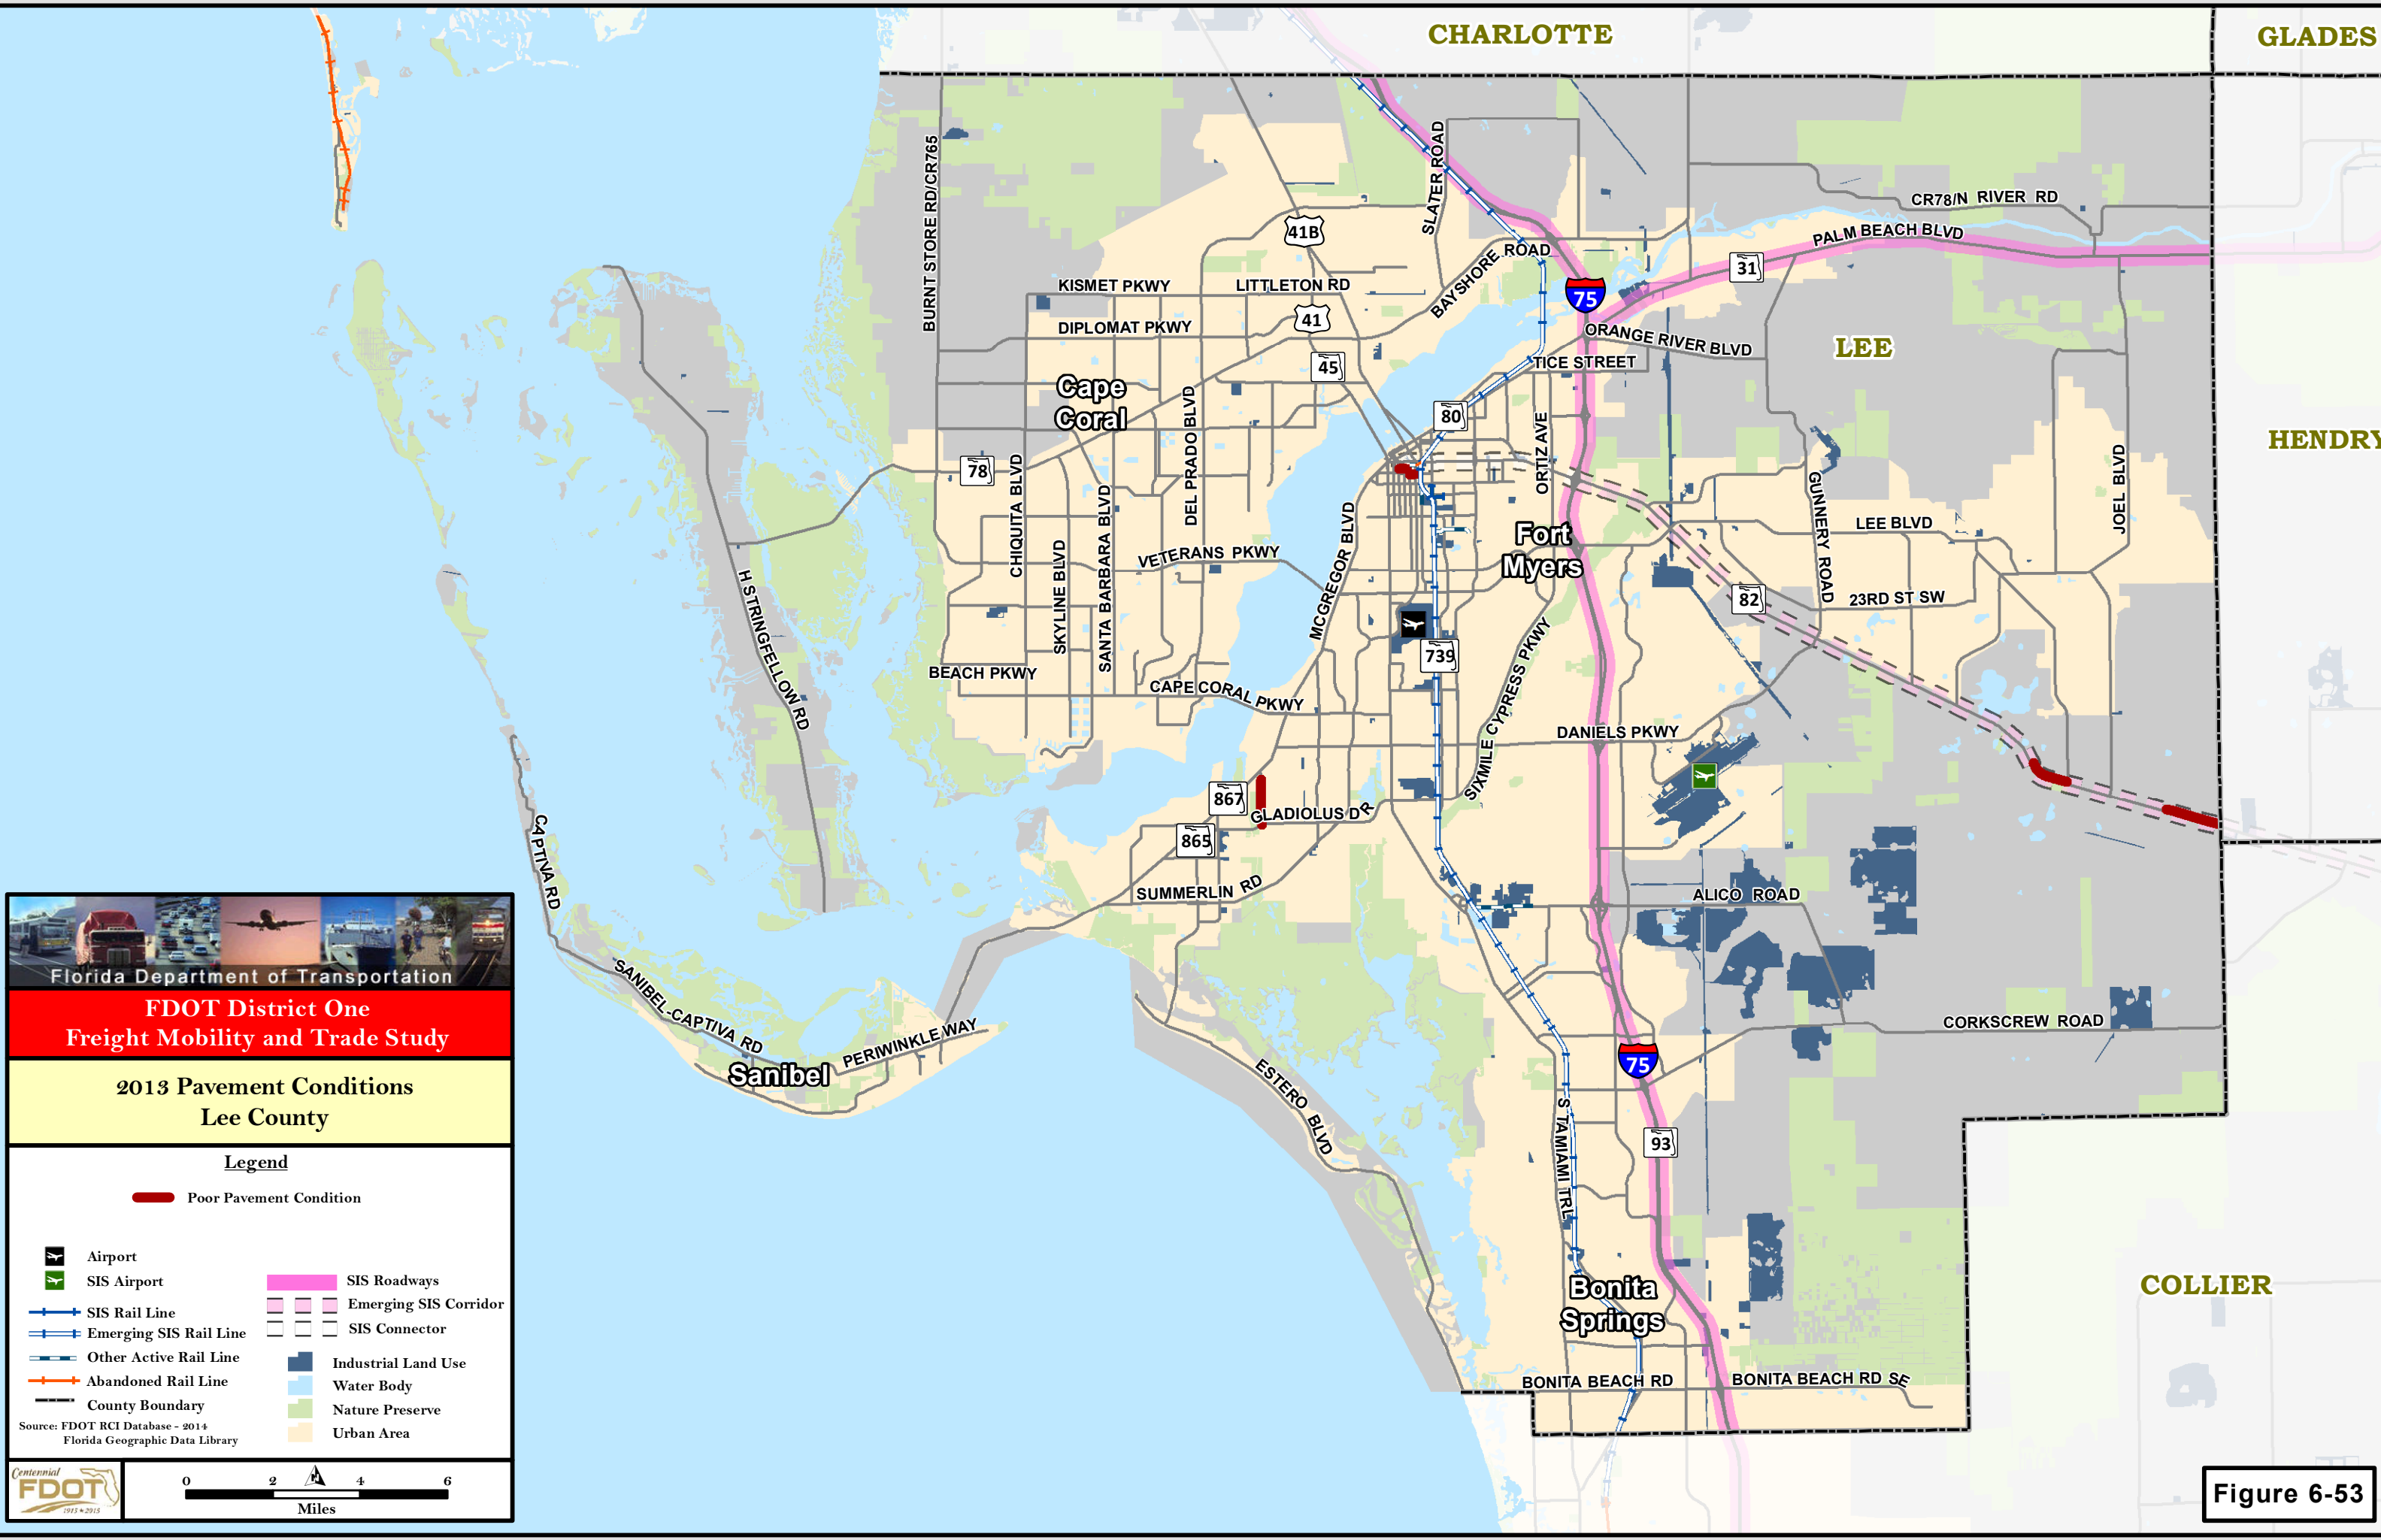 CHARLOTTE
GLADES
BURNT STORE RD/CR765
SLATER ROAD
CR78/N RIVER RD
41B
PALM BEACH BLVD
BAYSHORE ROAD
31
KISMET PKWY
LITTLETON RD
75
41
DIPLOMAT PKWY
ORANGE RIVER BLVD
LEE
TICE STREET
45
Cape
Coral
DEL PRADO BLVD
80
ORTIZ AVE
HENDRY
78
CHIQUITA BLVD
SANTA BARBARA BLVD
SKYLINE BLVD
MCGREGOR BLVD
GUNNERY ROAD
JOEL BLVD
LEE BLVD
Fort
Myers
VETERANS PKWY
H STRINGFELLOW RD
82
23RD ST SW
739
SIXMILE CYPRESS PKWY
BEACH PKWY
CAPE CORAL PKWY
DANIELS PKWY
867
GLADIOLUS DR
865
CAPTIVA RD
SUMMERLIN RD
ALICO ROAD
SANIBEL-CAPTIVA RD
PERIWINKLE WAY
Sanibel
CORKSCREW ROAD
75
ESTERO BLVD
S TAMIAMI TRL
93
COLLIER
Bonita
Springs
BONITA BEACH RD
BONITA BEACH RD SE
Florida Department of Transportation
FDOT District One
Freight Mobility and Trade Study
2013 Pavement Conditions
Lee County
Legend
Poor Pavement Condition
Airport
SIS Airport
SIS Rail Line
Emerging SIS Rail Line
Other Active Rail Line
Abandoned Rail Line
County Boundary
SIS Roadways
Emerging SIS Corridor
SIS Connector
Industrial Land Use
Water Body
Nature Preserve
Urban Area
Source: FDOT RCI Database - 2014
Florida Geographic Data Library
Centennial
FDOT
1915★2015
0 2 4 6
N
Miles
Figure 6-53